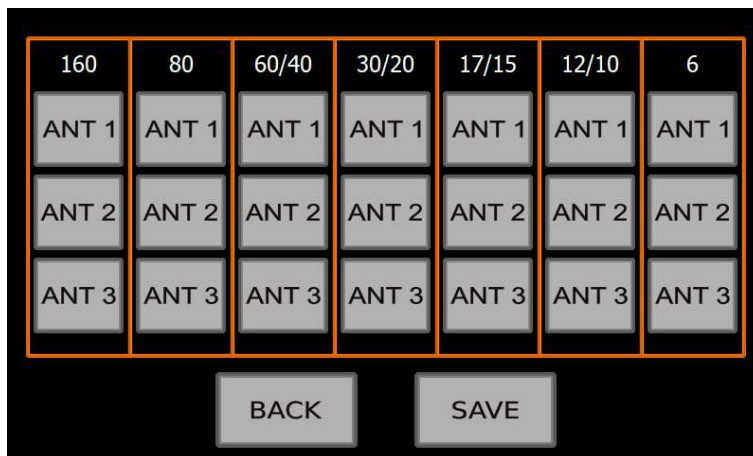 160 80 60/40 30/20 17/15 12/10 6
ANT 1 ANT 1 ANT 1 ANT 1 ANT 1 ANT 1 ANT 1
ANT 2 ANT 2 ANT 2 ANT 2 ANT 2 ANT 2 ANT 2
ANT 3 ANT 3 ANT 3 ANT 3 ANT 3 ANT 3 ANT 3
BACK SAVE